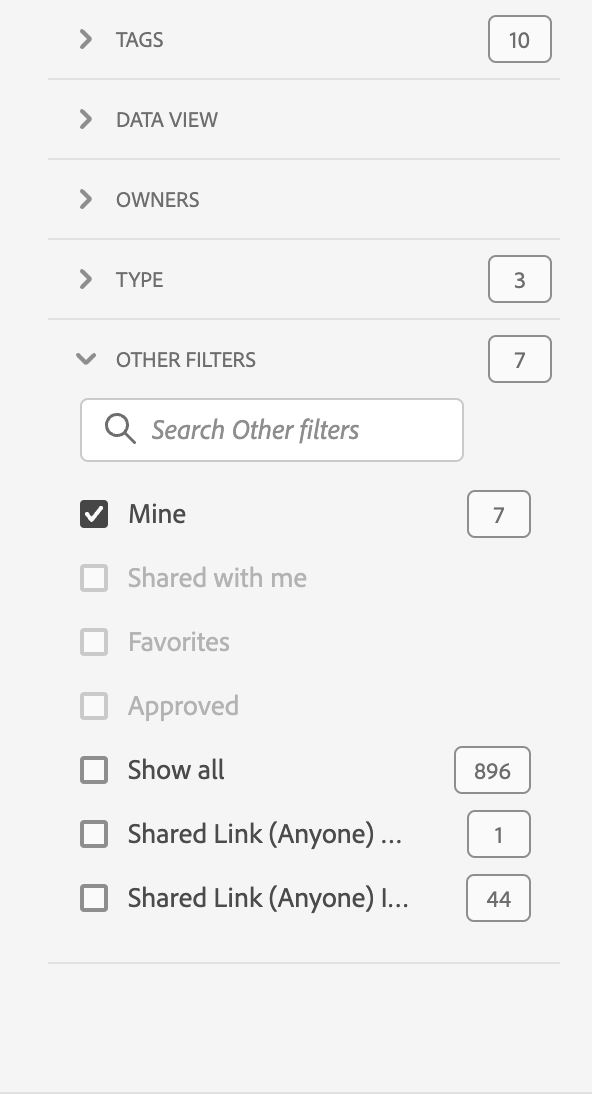 TAGS 10
DATA VIEW
OWNERS
TYPE 3
OTHER FILTERS 7
Search Other filters
Mine 7
Shared with me
Favorites
Approved
Show all 896
Shared Link (Anyone) ... 1
Shared Link (Anyone) I... 44